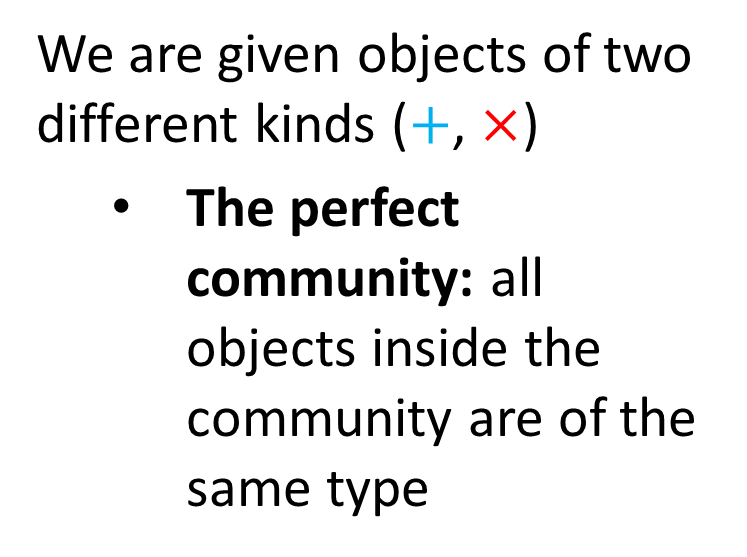 We are given objects of two
different kinds (+, ×)
• The perfect
community: all
objects inside the
community are of the
same type